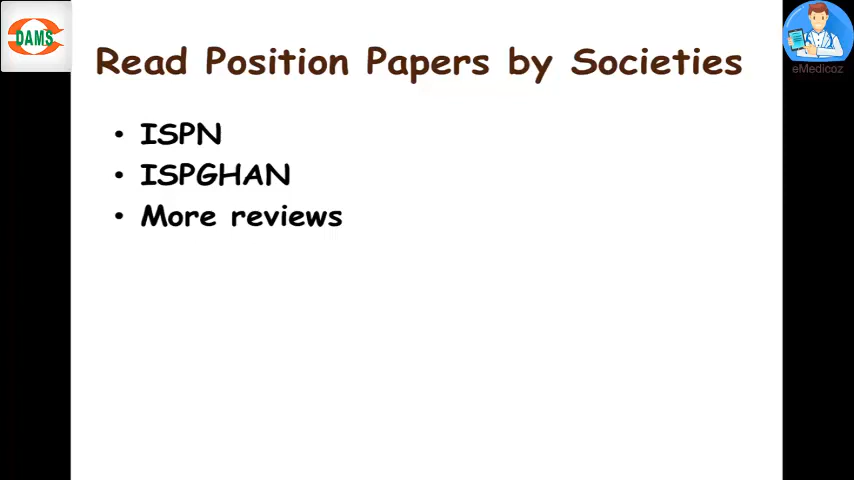 DAMS
eMedicoz
Read Position Papers by Societies
• ISPN
• ISPGHAN
• More reviews